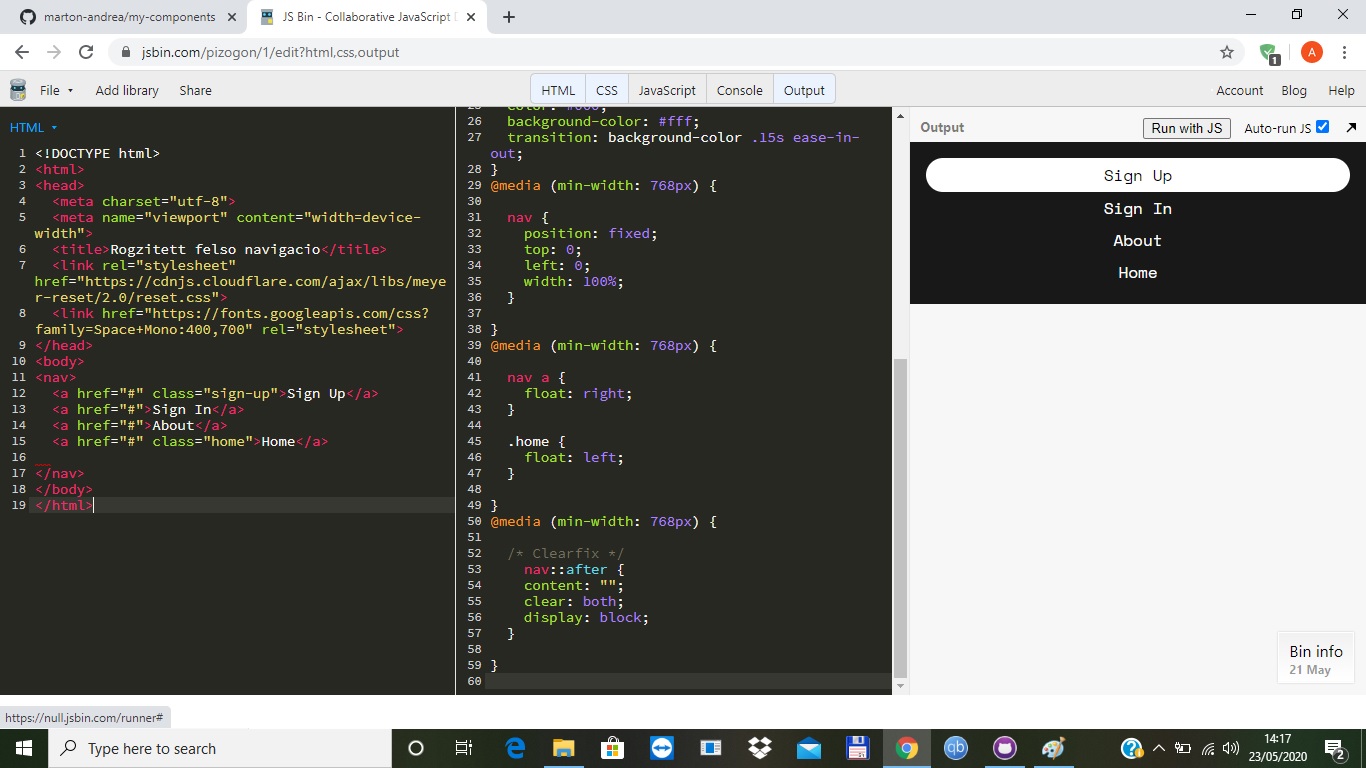 marton-andrea/my-components
JS Bin - Collaborative JavaScript D
jsbin.com/pizogon/1/edit?html,css,output
1
A
File
Add library
Share
HTML
CSS
JavaScript
Console
Output
Account
Blog
Help
HTML
1 <!DOCTYPE html>
2 <html>
3 <head>
4 <meta charset="utf-8">
5 <meta name="viewport" content="width=device-
width">
6 <title>Rogzitett felso navigacio</title>
7 <link rel="stylesheet"
href="https://cdnjs.cloudflare.com/ajax/libs/meye
r-reset/2.0/reset.css">
8 <link href="https://fonts.googleapis.com/css?
family=Space+Mono:400,700" rel="stylesheet">
9 </head>
10 <body>
11 <nav>
12 <a href="#" class="sign-up">Sign Up</a>
13 <a href="#">Sign In</a>
14 <a href="#">About</a>
15 <a href="#" class="home">Home</a>
16
17 </nav>
18 </body>
19 </html>
25 color: #000;
26 background-color: #fff;
27 transition: background-color .15s ease-in-
out;
28 }
29 @media (min-width: 768px) {
30
31 nav {
32 position: fixed;
33 top: 0;
34 left: 0;
35 width: 100%;
36 }
37
38 }
39 @media (min-width: 768px) {
40
41 nav a {
42 float: right;
43 }
44
45 .home {
46 float: left;
47 }
48
49 }
50 @media (min-width: 768px) {
51
52 /* Clearfix */
53 nav::after {
54 content: "";
55 clear: both;
56 display: block;
57 }
58
59 }
60
Output
Run with JS
Auto-run JS
Sign Up
Sign In
About
Home
Bin info
21 May
https://null.jsbin.com/runner#
Type here to search
qb
14:17
23/05/2020
2